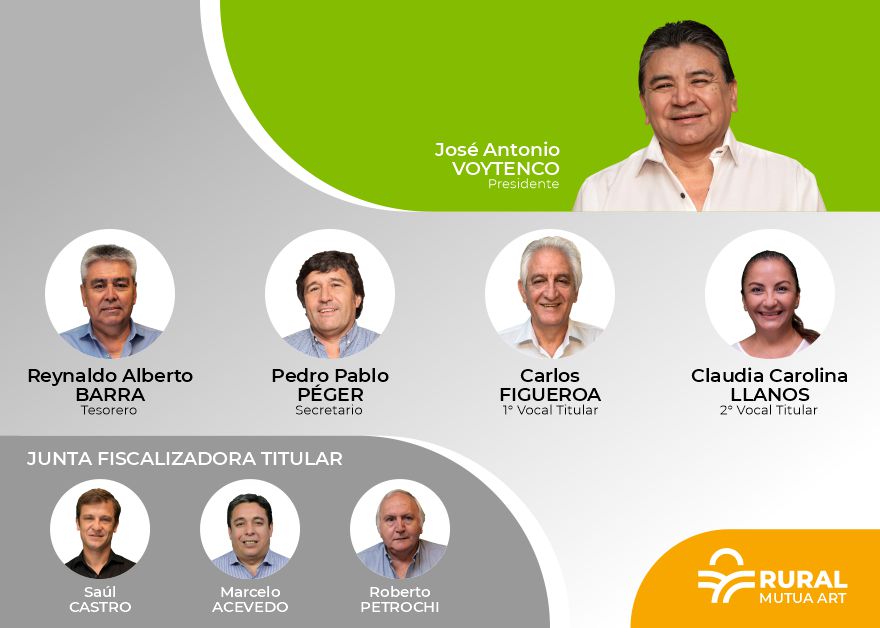 José Antonio
VOYTENCO
Presidente
Reynaldo Alberto
BARRA
Tesorero
Pedro Pablo
PÉGER
Secretario
Carlos
FIGUEROA
1° Vocal Titular
Claudia Carolina
LLANOS
2° Vocal Titular
JUNTA FISCALIZADORA TITULAR
Saúl
CASTRO
Marcelo
ACEVEDO
Roberto
PETROCHI
RURAL
MUTUA ART